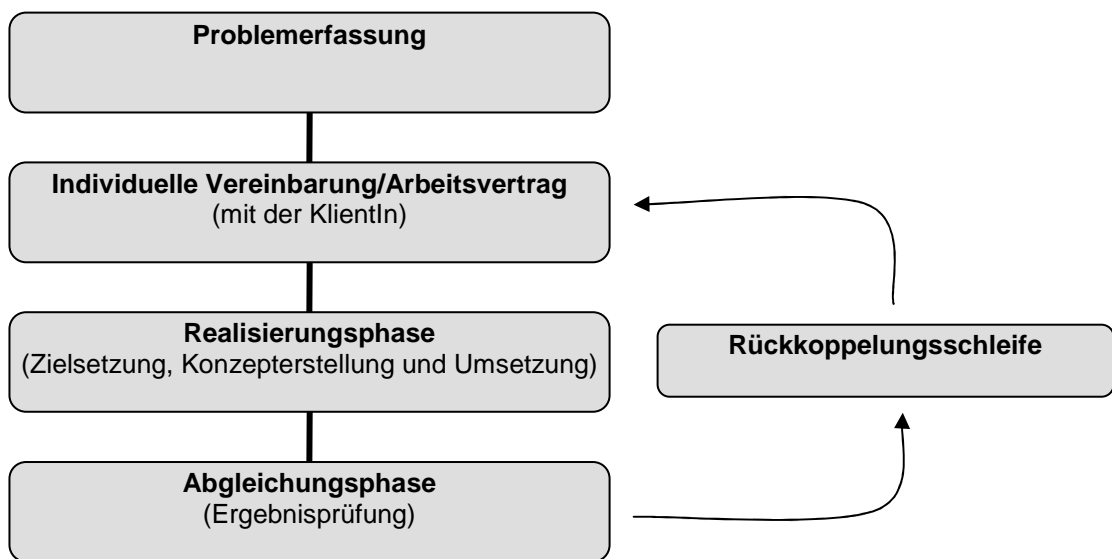 Problemerfassung
Individuelle Vereinbarung/Arbeitsvertrag
(mit der KlientIn)
Realisierungsphase
(Zielsetzung, Konzepterstellung und Umsetzung)
Rückkoppelungsschleife
Abgleichungsphase
(Ergebnisprüfung)